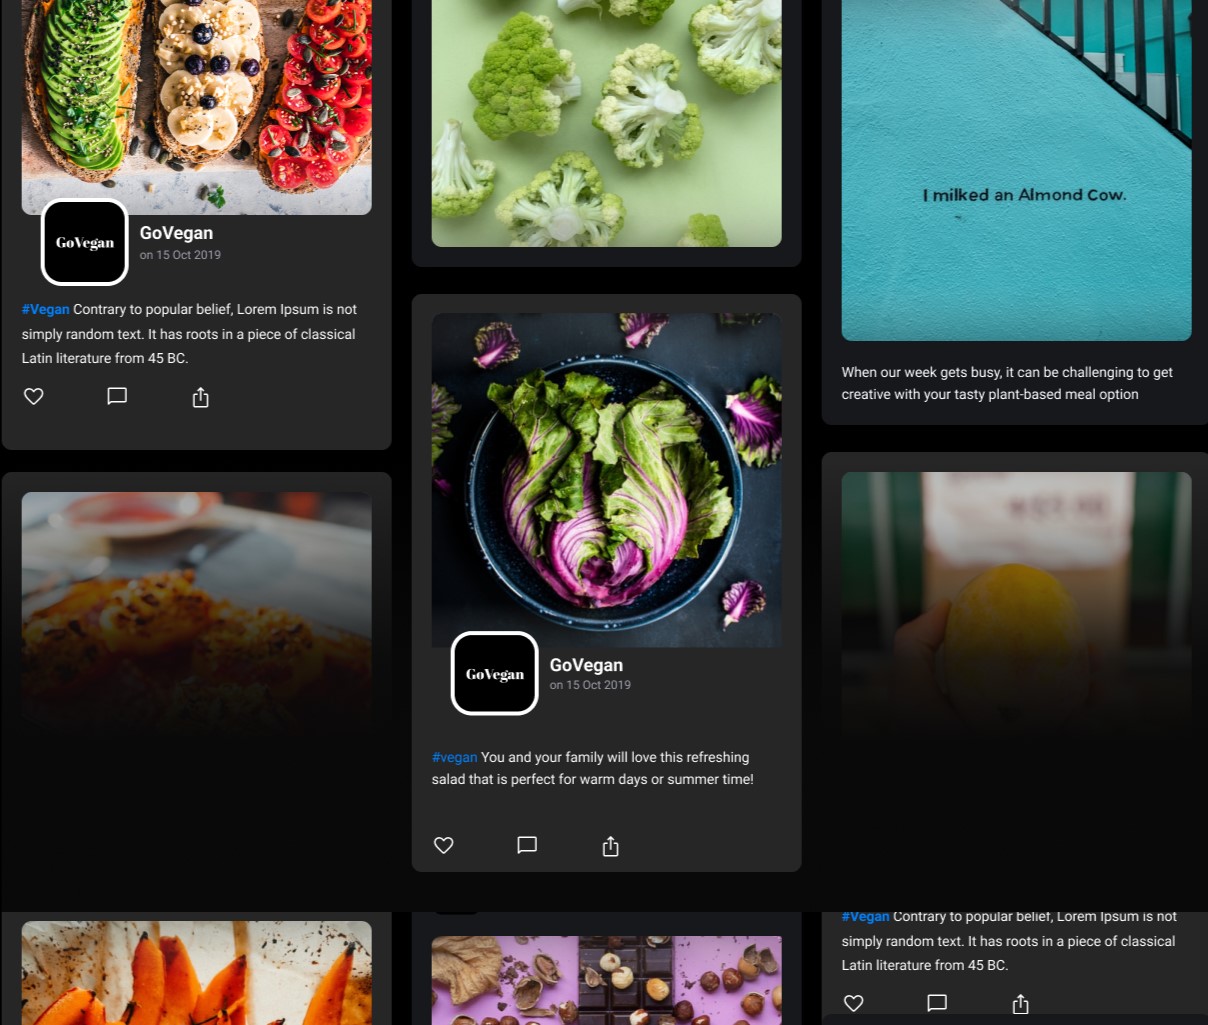 GoVegan
GoVegan
on 15 Oct 2019
#Vegan Contrary to popular belief, Lorem Ipsum is not
simply random text. It has roots in a piece of classical
Latin literature from 45 BC.
GoVegan
GoVegan
on 15 Oct 2019
#vegan You and your family will love this refreshing
salad that is perfect for warm days or summer time!
I milked an Almond Cow.
When our week gets busy, it can be challenging to get
creative with your tasty plant-based meal option
#Vegan Contrary to popular belief, Lorem Ipsum is not
simply random text. It has roots in a piece of classical
Latin literature from 45 BC.